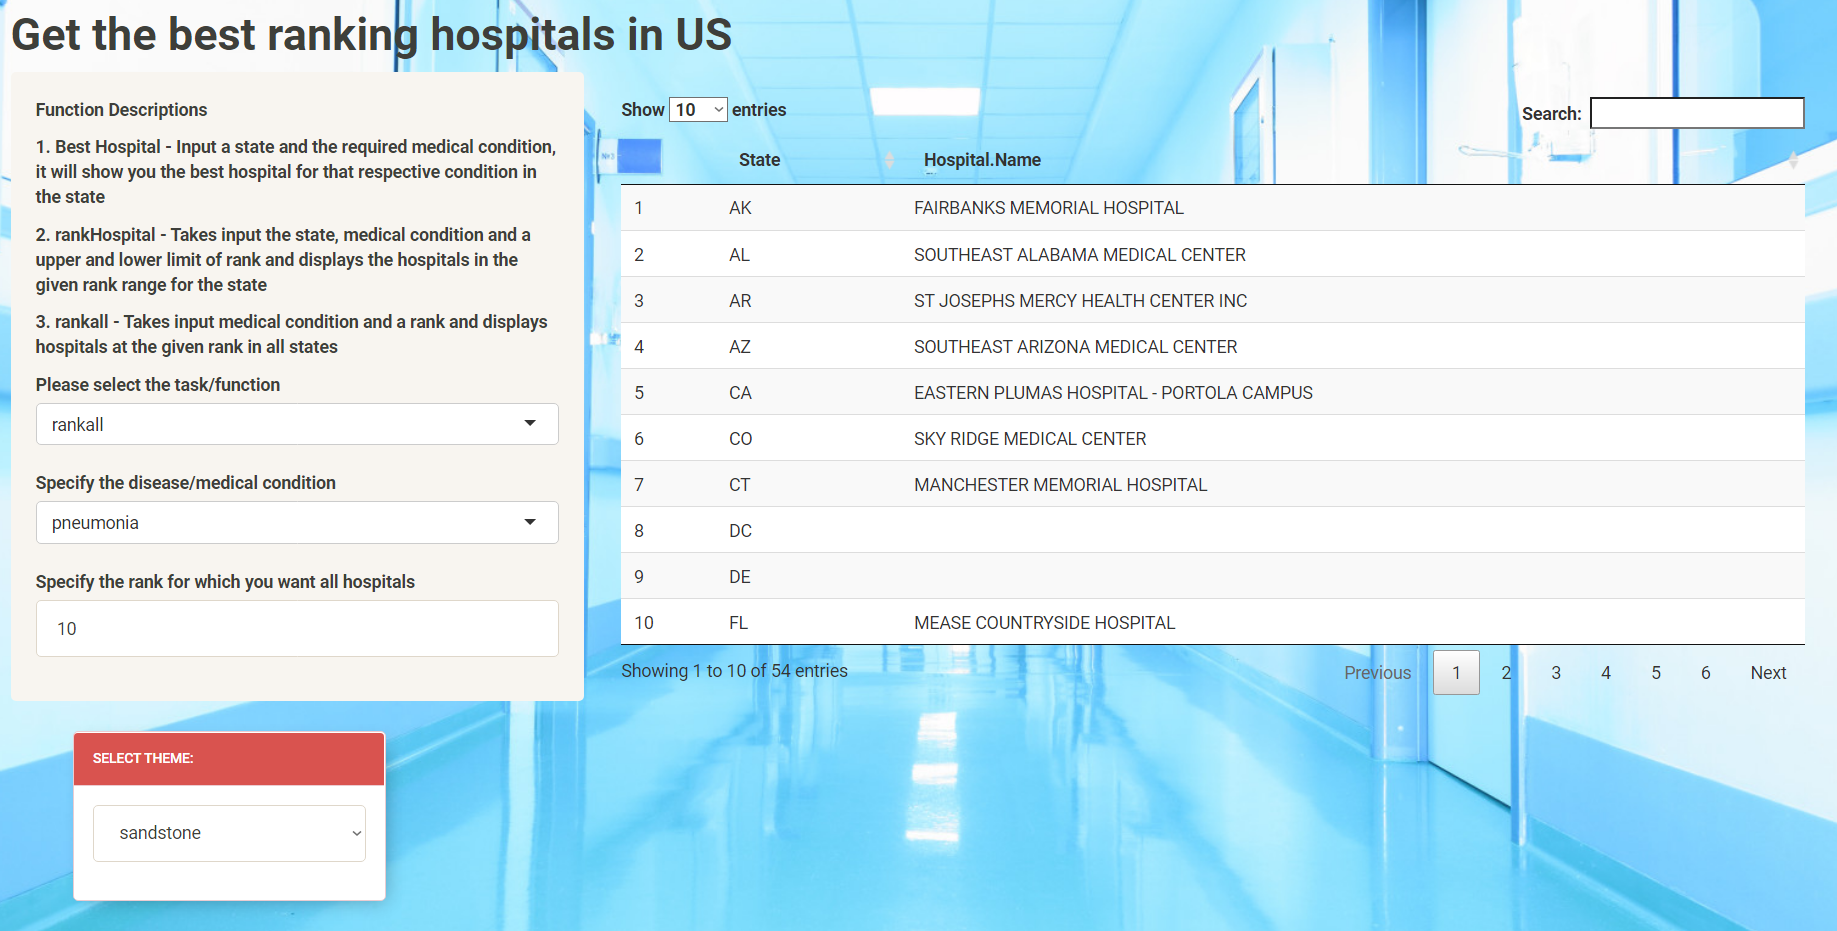 Get the best ranking hospitals in US
Function Descriptions
1. Best Hospital - Input a state and the required medical condition,
it will show you the best hospital for that respective condition in
the state
2. rankHospital - Takes input the state, medical condition and a
upper and lower limit of rank and displays the hospitals in the
given rank range for the state
3. rankall - Takes input medical condition and a rank and displays
hospitals at the given rank in all states
Please select the task/function
rankall
Specify the disease/medical condition
pneumonia
Specify the rank for which you want all hospitals
10
SELECT THEME:
sandstone
Show 10 entries
Search:
№3
State Hospital.Name
1 AK FAIRBANKS MEMORIAL HOSPITAL
2 AL SOUTHEAST ALABAMA MEDICAL CENTER
3 AR ST JOSEPHS MERCY HEALTH CENTER INC
4 AZ SOUTHEAST ARIZONA MEDICAL CENTER
5 CA EASTERN PLUMAS HOSPITAL - PORTOLA CAMPUS
6 CO SKY RIDGE MEDICAL CENTER
7 CT MANCHESTER MEMORIAL HOSPITAL
8 DC
9 DE
10 FL MEASE COUNTRYSIDE HOSPITAL
Showing 1 to 10 of 54 entries
Previous 1 2 3 4 5 6 Next